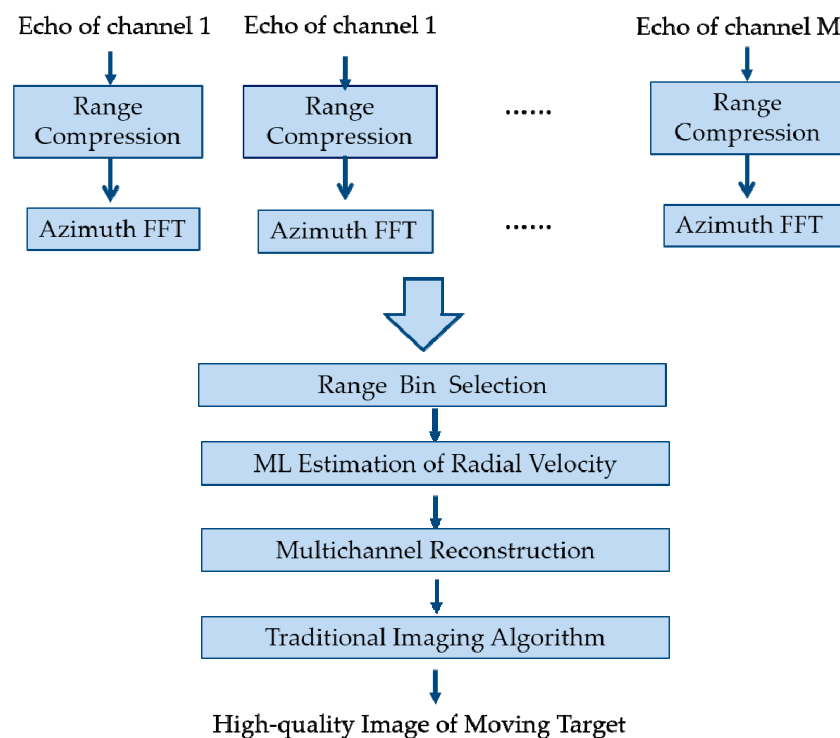 Echo of channel 1
Echo of channel 1
Echo of channel M
Range
Compression
Range
Compression
......
Range
Compression
Azimuth FFT
Azimuth FFT
......
Azimuth FFT
Range Bin Selection
ML Estimation of Radial Velocity
Multichannel Reconstruction
Traditional Imaging Algorithm
High-quality Image of Moving Target